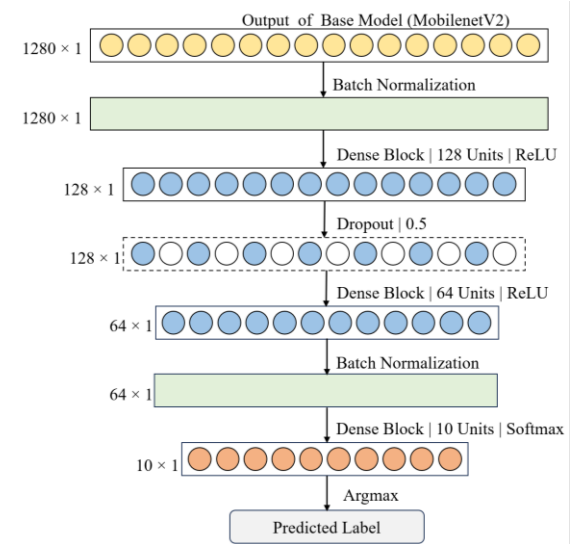 Output of Base Model (MobilenetV2)
1280 × 1
Batch Normalization
1280 × 1
Dense Block | 128 Units | ReLU
128 × 1
Dropout | 0.5
128 × 1
Dense Block | 64 Units | ReLU
64 × 1
Batch Normalization
64 × 1
Dense Block | 10 Units | Softmax
10 × 1
Argmax
Predicted Label